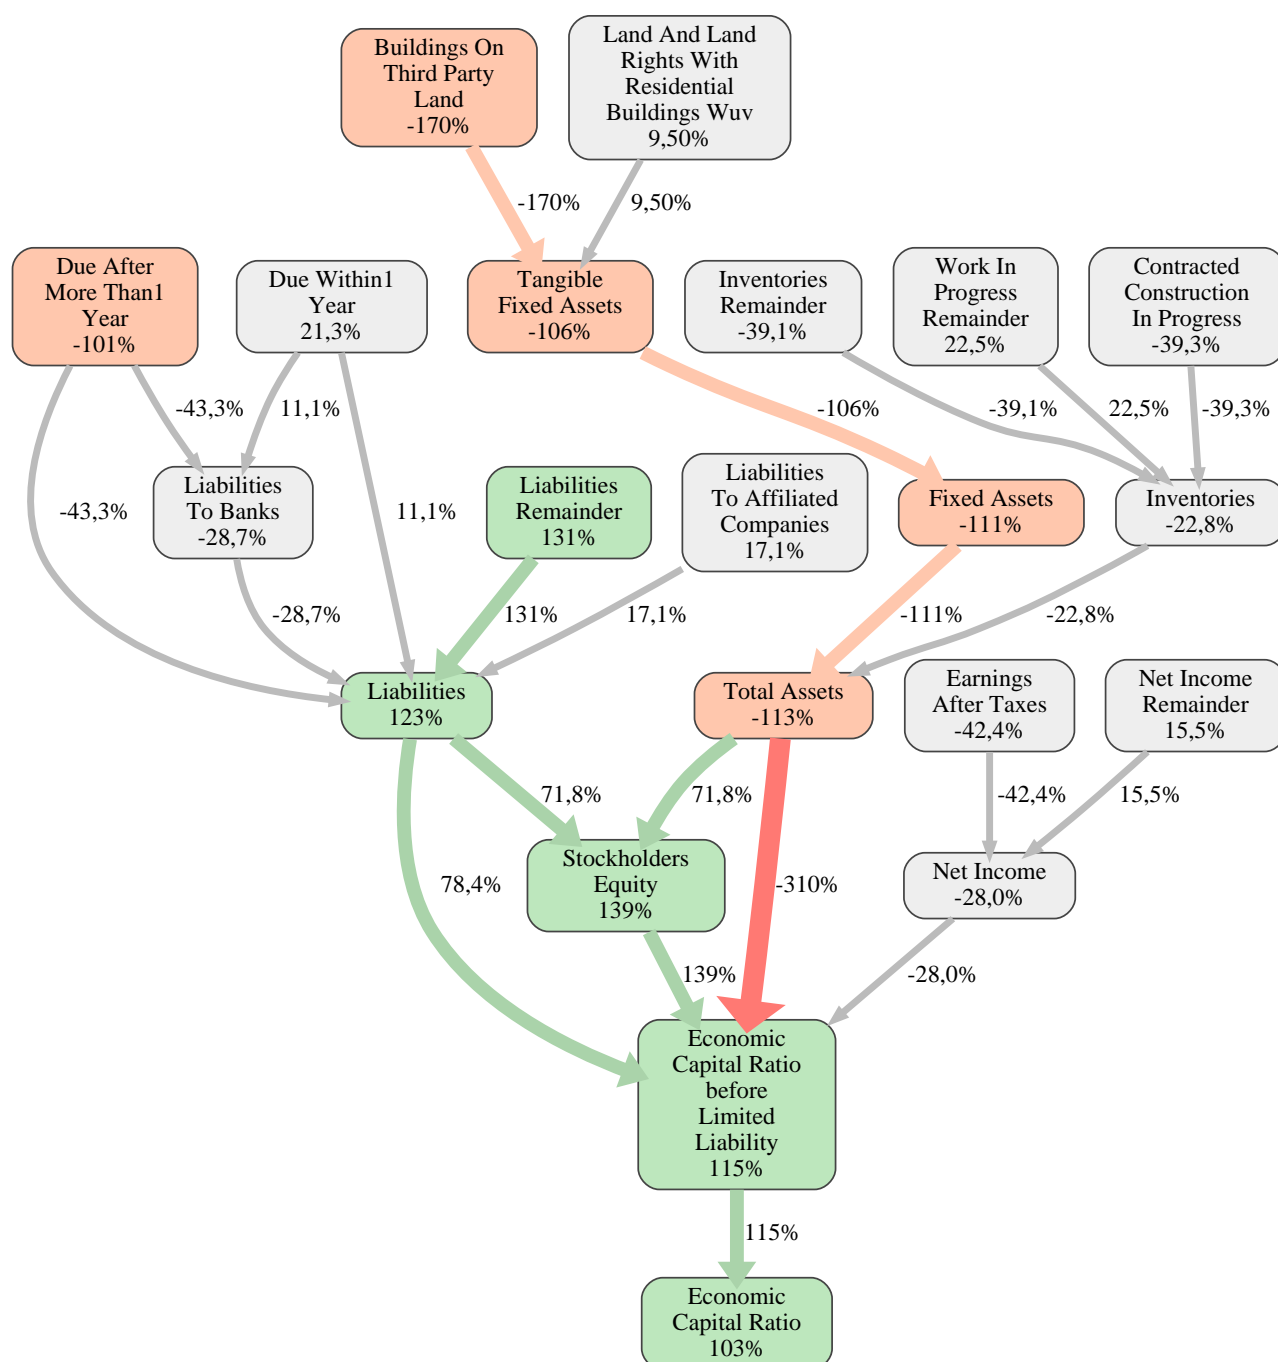 Buildings On
Third Party
Land
-170%
Land And Land
Rights With
Residential
Buildings Wuv
9,50%
-170%
9,50%
Due After
More Than1
Year
-101%
Due Within1
Year
21,3%
Tangible
Fixed Assets
-106%
Inventories
Remainder
-39,1%
Work In
Progress
Remainder
22,5%
Contracted
Construction
In Progress
-39,3%
-43,3%
11,1%
-106%
-39,1%
22,5%
-39,3%
Liabilities
To Banks
-28,7%
Liabilities
Remainder
131%
Liabilities
To Affiliated
Companies
17,1%
Fixed Assets
-111%
Inventories
-22,8%
-43,3%
11,1%
-28,7%
131%
17,1%
-111%
-22,8%
Liabilities
123%
Total Assets
-113%
Earnings
After Taxes
-42,4%
Net Income
Remainder
15,5%
71,8%
71,8%
-42,4%
15,5%
Stockholders
Equity
139%
78,4%
-310%
Net Income
-28,0%
139%
-28,0%
Economic
Capital Ratio
before
Limited
Liability
115%
115%
Economic
Capital Ratio
103%